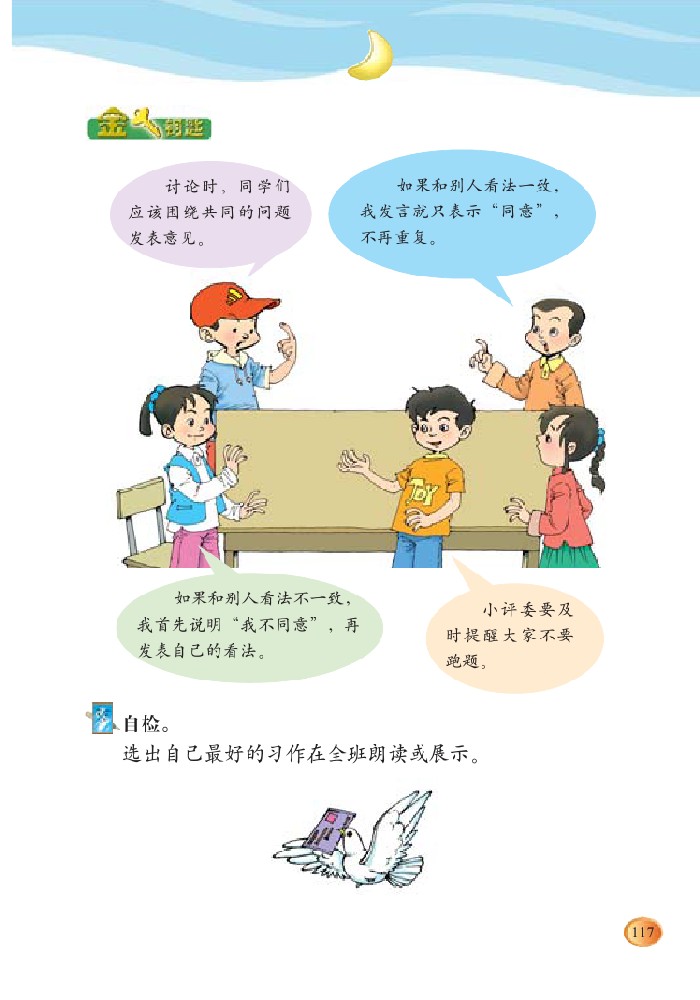 金钥匙
讨论时，同学们
应该围绕共同的问题
发表意见。
如果和别人看法一致，
我发言就只表示“同意”，
不再重复。
TOY
如果和别人看法不一致，
我首先说明“我不同意”，再
发表自己的看法。
小评委要及
时提醒大家不要
跑题。
自检。
选出自己最好的习作在全班朗读或展示。
117